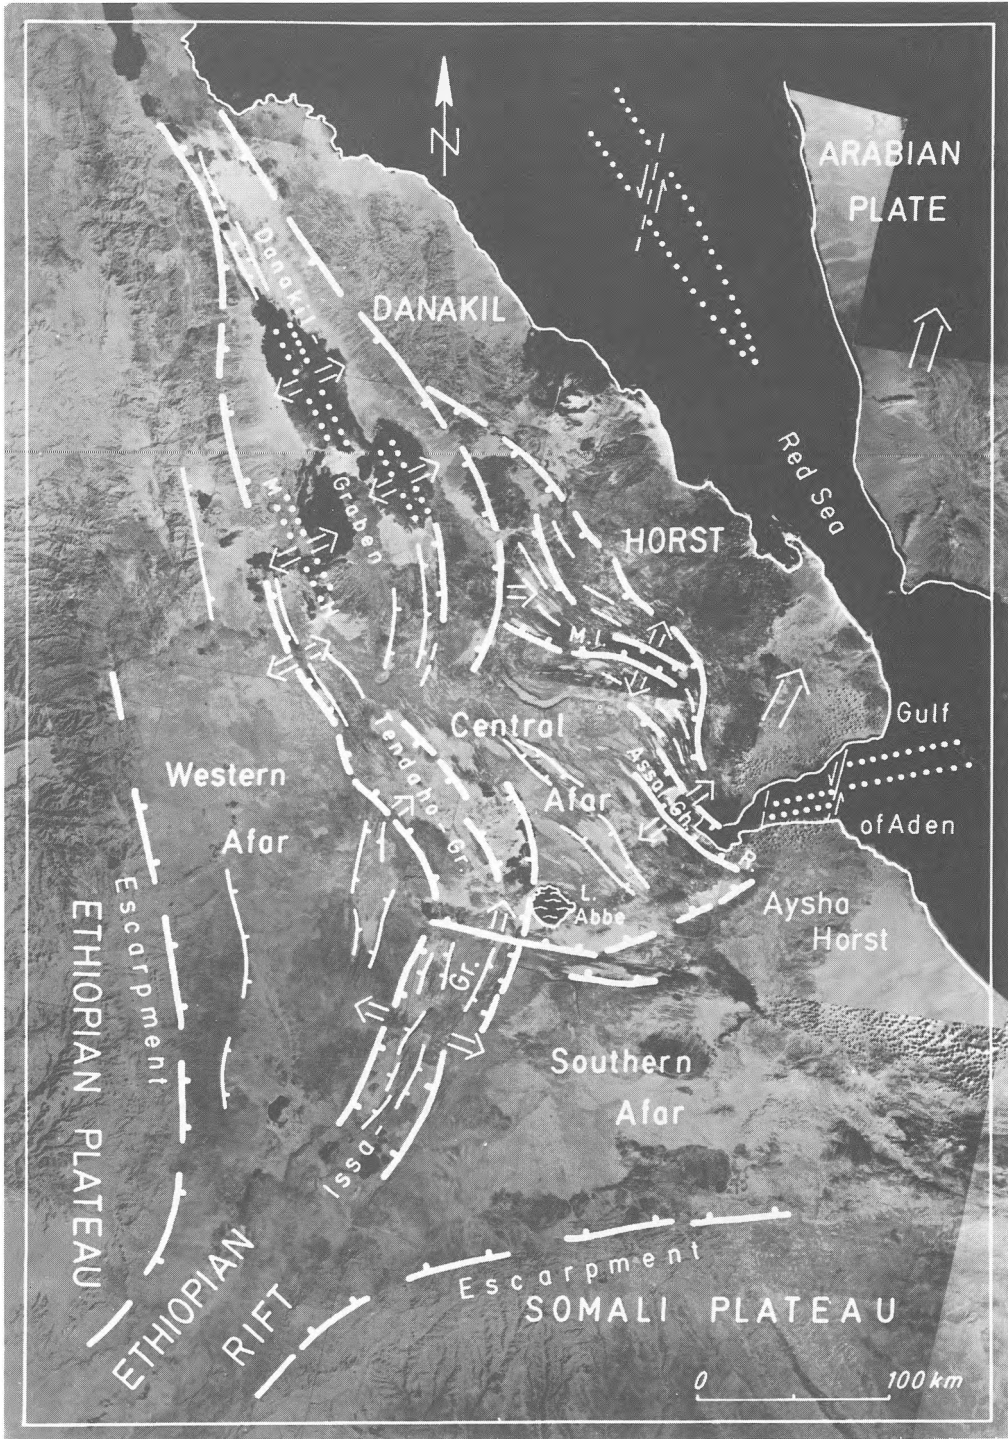 N
ARABIAN
PLATE
Danakil -
DANAKIL
Red Sea
M.
Graben
H.
HORST
M.I.
Central
Gulf
Tendaho-
Gr.
Western
Assal-Gh.
Afar
Afar
of Aden
R.
L.
Abbe
Aysha
Horst
Escarpment
ETHIOPIAN PLATEAU
Gr.
Southern
Afar
Issa -
Escarpment
ETHIOPIAN
RIFT
SOMALI PLATEAU
0 100 km